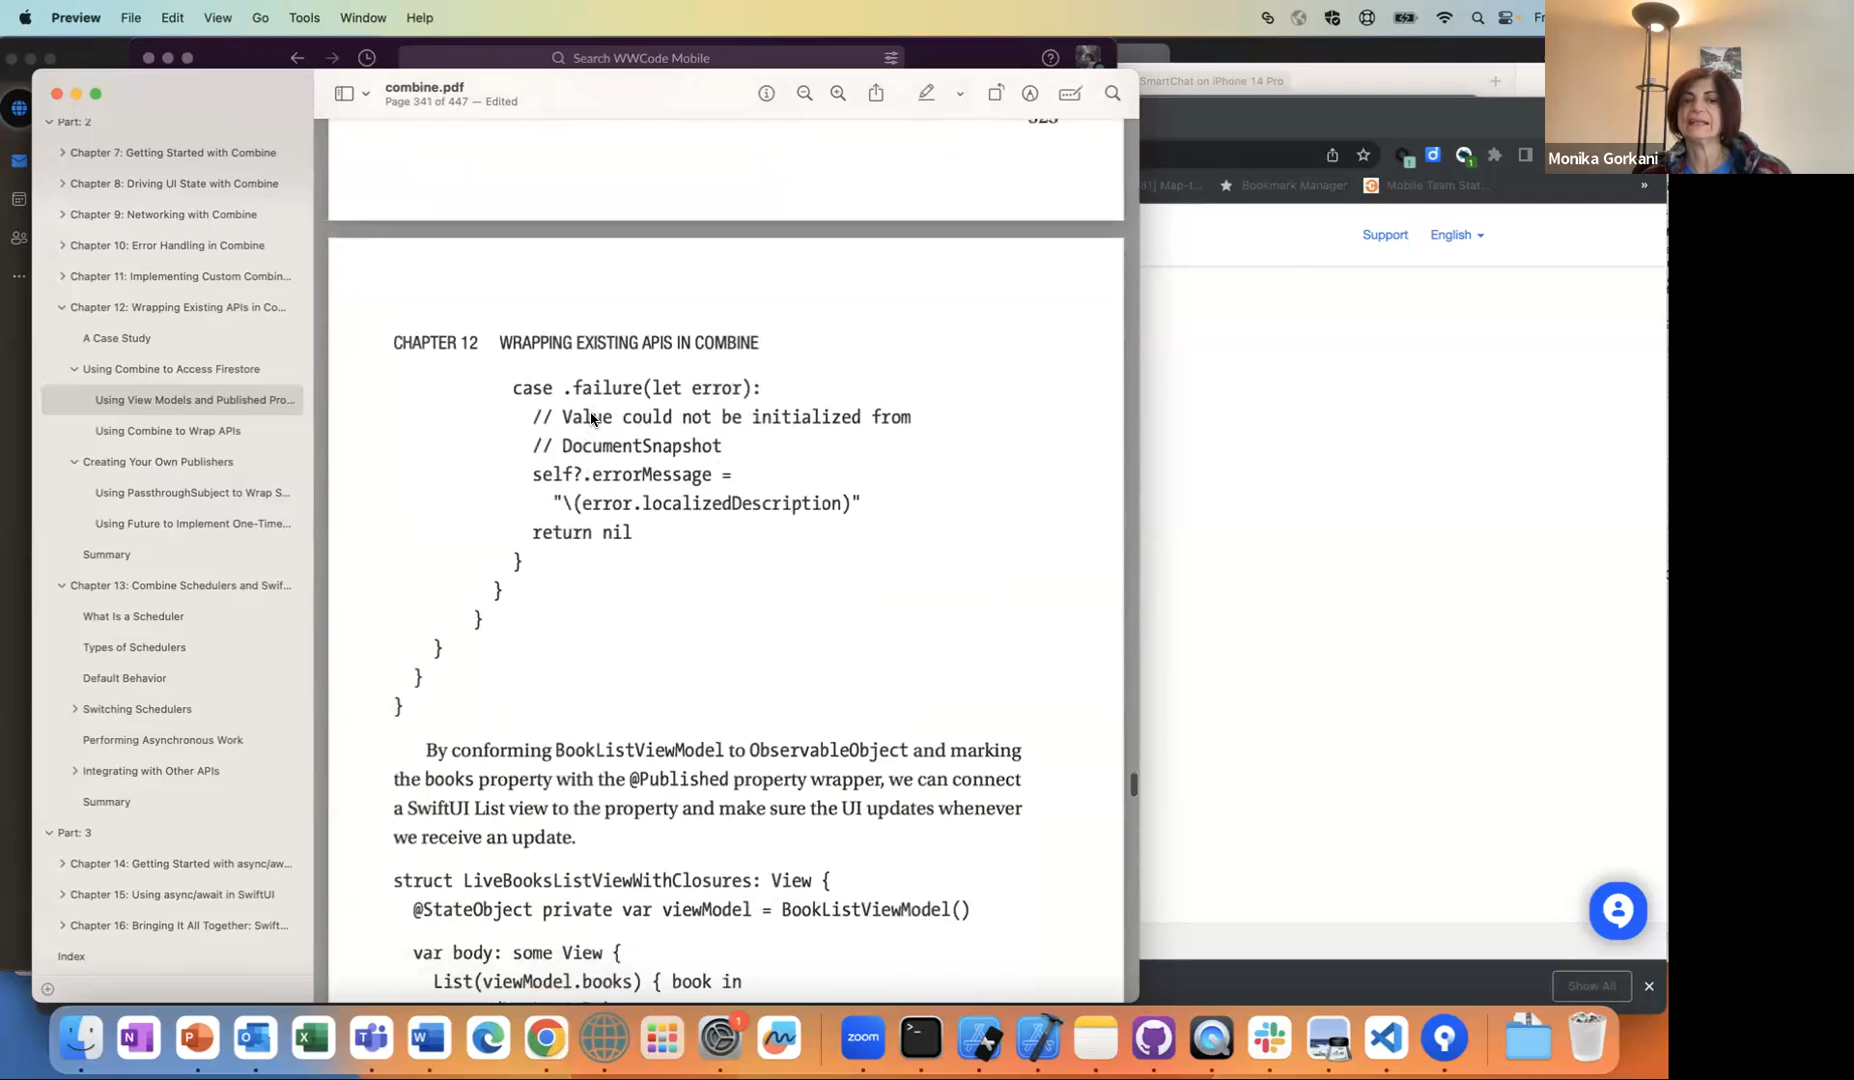 Preview File Edit View Go Tools Window Help
Search WWCode Mobile
SmartChat on iPhone 14 Pro
combine.pdf
Page 341 of 447 — Edited
Part: 2
Chapter 7: Getting Started with Combine
Chapter 8: Driving UI State with Combine
Chapter 9: Networking with Combine
Chapter 10: Error Handling in Combine
Chapter 11: Implementing Custom Combin...
Chapter 12: Wrapping Existing APIs in Co...
A Case Study
Using Combine to Access Firestore
Using View Models and Published Pro...
Using Combine to Wrap APIs
Creating Your Own Publishers
Using PassthroughSubject to Wrap S...
Using Future to Implement One-Time...
Summary
Chapter 13: Combine Schedulers and Swif...
What Is a Scheduler
Types of Schedulers
Default Behavior
Switching Schedulers
Performing Asynchronous Work
Integrating with Other APIs
Summary
Part: 3
Chapter 14: Getting Started with async/aw...
Chapter 15: Using async/await in SwiftUI
Chapter 16: Bringing It All Together: Swift...
Index
CHAPTER 12 WRAPPING EXISTING APIS IN COMBINE
case .failure(let error):
// Value could not be initialized from
// DocumentSnapshot
self?.errorMessage =
"\(error.localizedDescription)"
return nil
}
}
}
}
}
}
By conforming BookListViewModel to ObservableObject and marking
the books property with the @Published property wrapper, we can connect
a SwiftUI List view to the property and make sure the UI updates whenever
we receive an update.
struct LiveBooksListViewWithClosures: View {
@StateObject private var viewModel = BookListViewModel()
var body: some View {
List(viewModel.books) { book in
Monika Gorkani
Map-t...
Bookmark Manager
Mobile Team Stat...
»
Support English
Show All
zoom
1